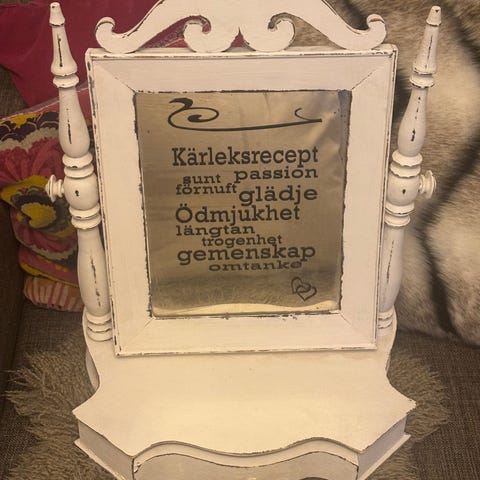 Kärleksrecept
sunt passion
förnuft glädje
Ödmjukhet
längtan
trogenhet
gemenskap
omtanke